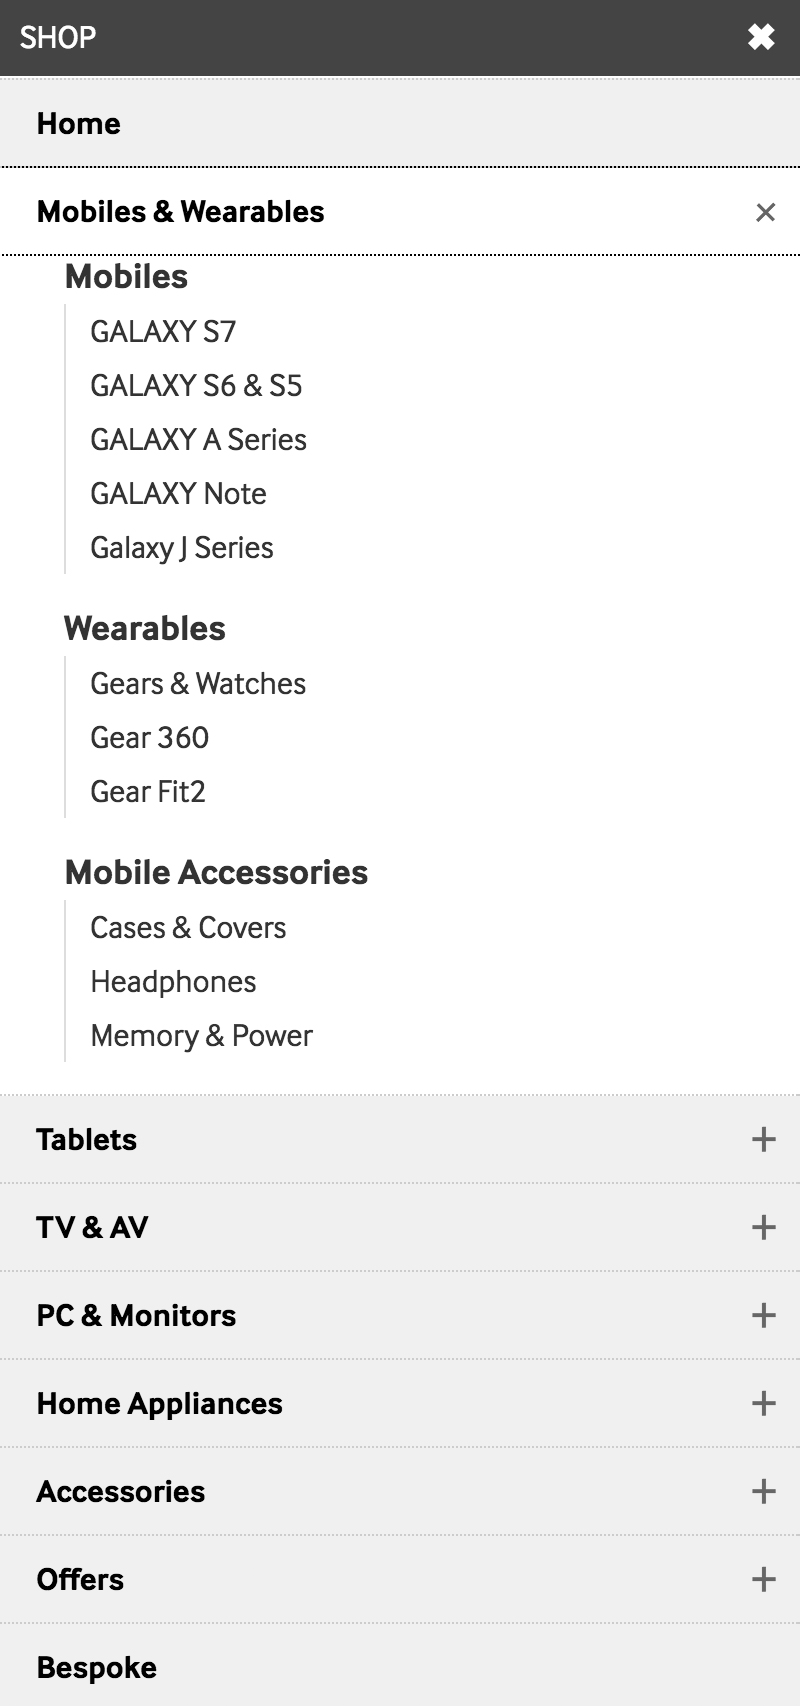 SHOP
Home
Mobiles & Wearables
Mobiles
GALAXY S7
GALAXY S6 & S5
GALAXY A Series
GALAXY Note
Galaxy J Series
Wearables
Gears & Watches
Gear 360
Gear Fit2
Mobile Accessories
Cases & Covers
Headphones
Memory & Power
Tablets
TV & AV
PC & Monitors
Home Appliances
Accessories
Offers
Bespoke